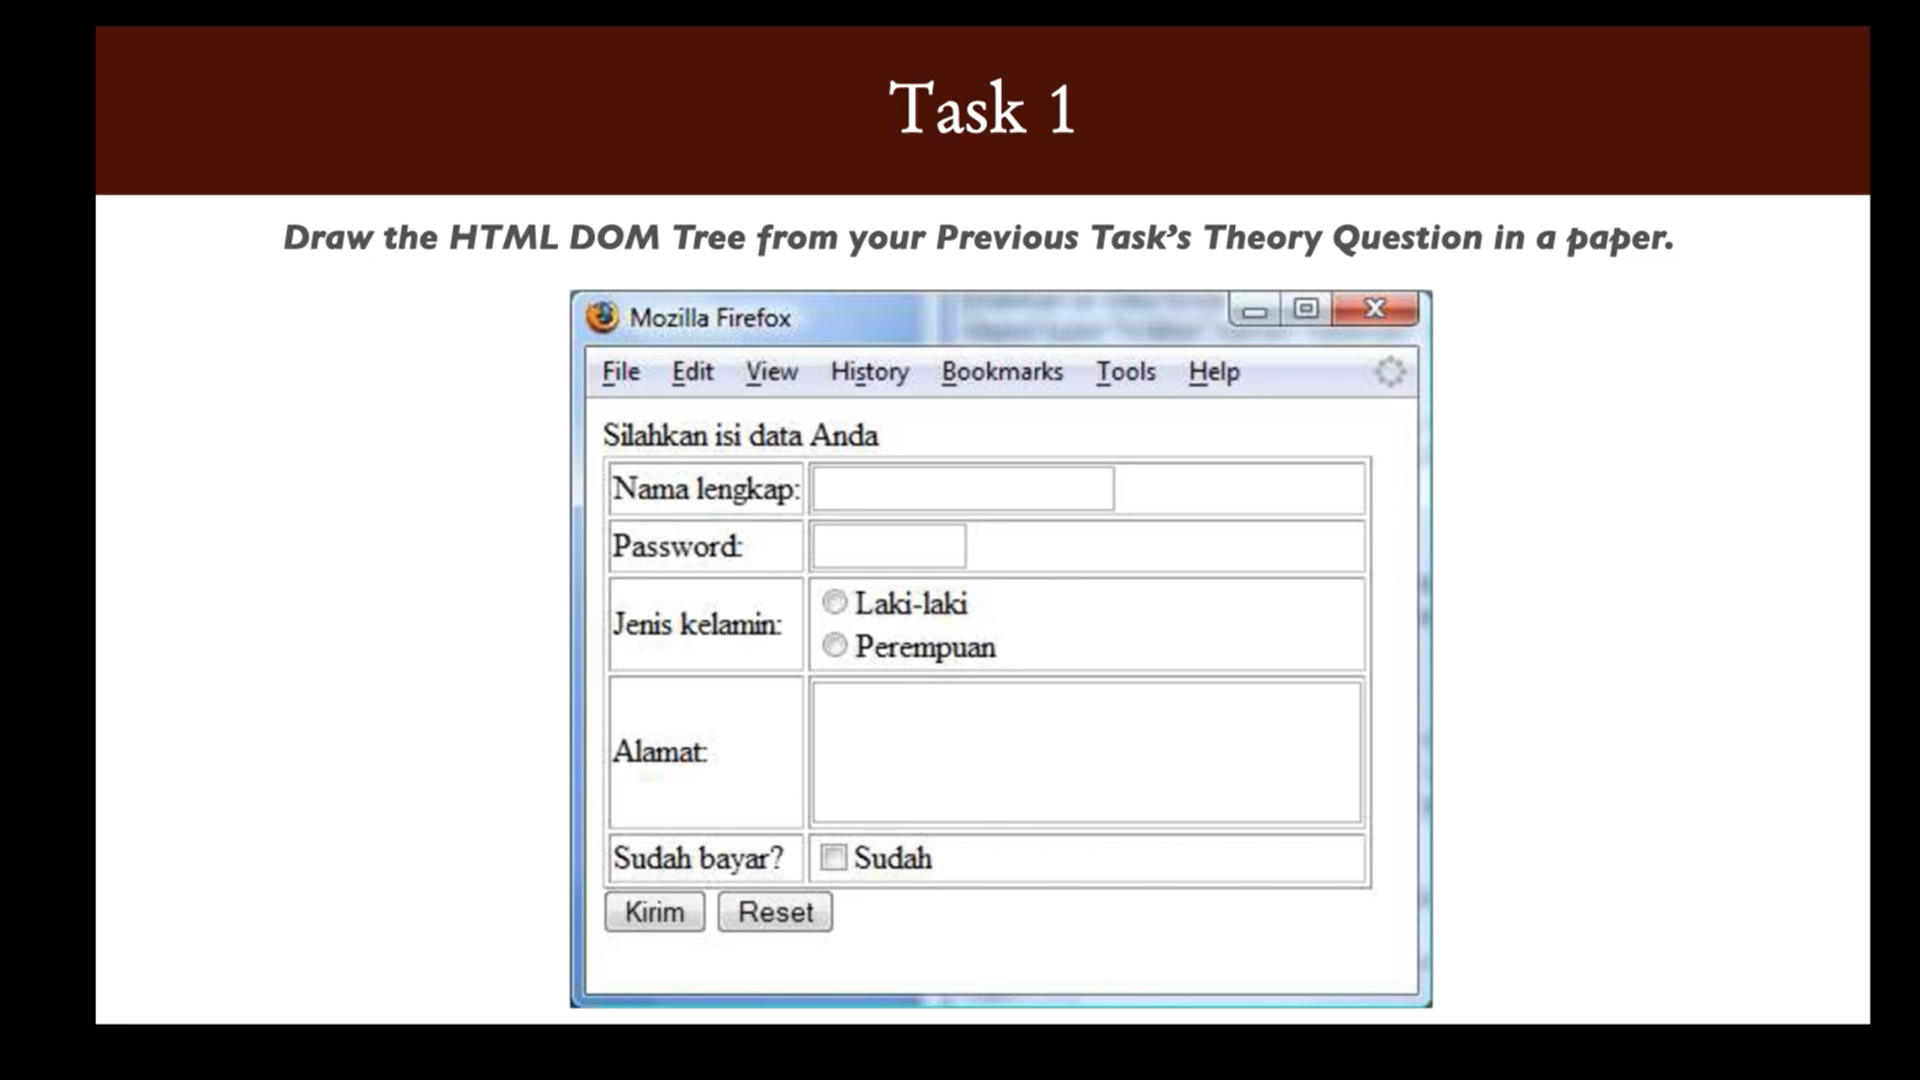 Task 1
Draw the HTML DOM Tree from your Previous Task's Theory Question in a paper.
Mozilla Firefox
File Edit View History Bookmarks Tools Help
Silahkan isi data Anda
Nama lengkap:
Password:
Jenis kelamin:
Laki-laki
Perempuan
Alamat:
Sudah bayar? Sudah
Kirim Reset